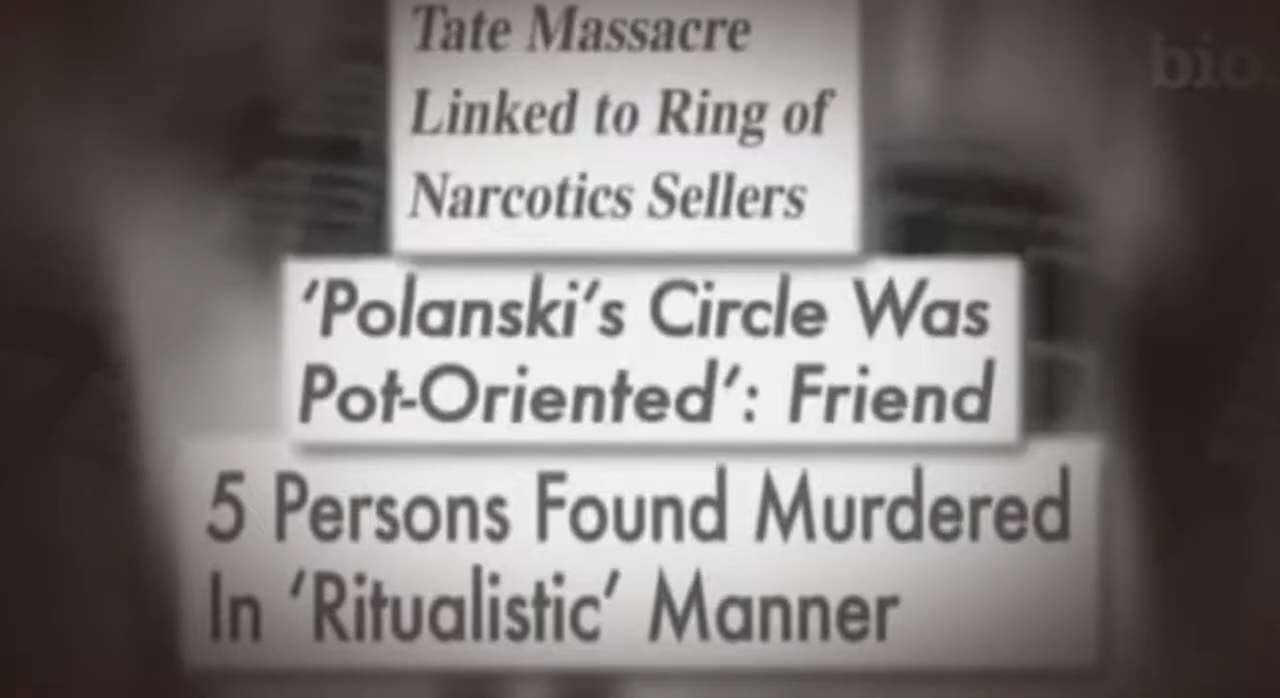 bio.
Tate Massacre
Linked to Ring of
Narcotics Sellers
‘Polanski’s Circle Was
Pot-Oriented’: Friend
5 Persons Found Murdered
In ‘Ritualistic’ Manner